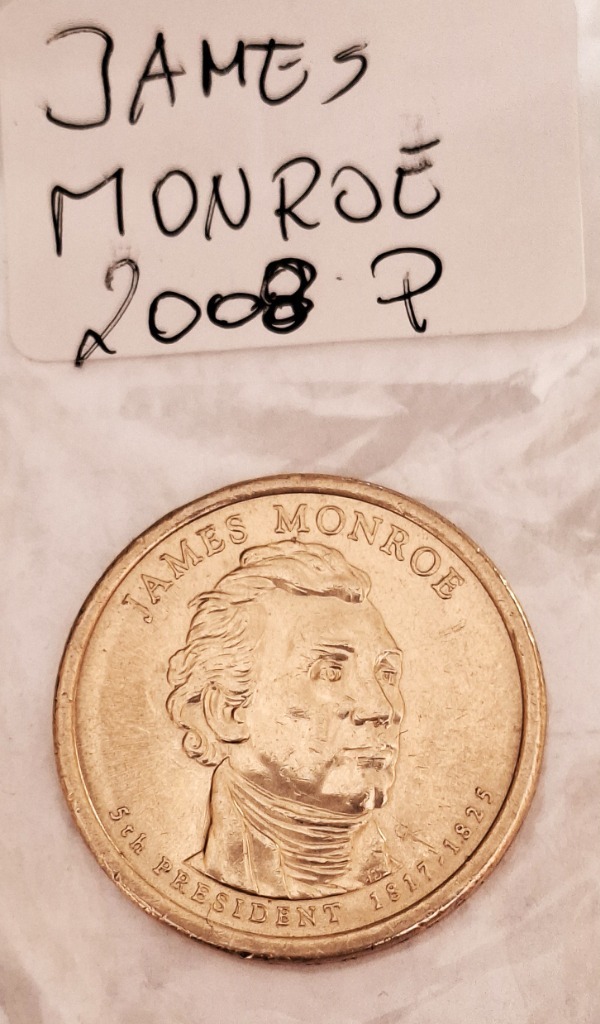 JAMES
MONROE
2008 P
JAMES MONROE
5th PRESIDENT 1817-1825